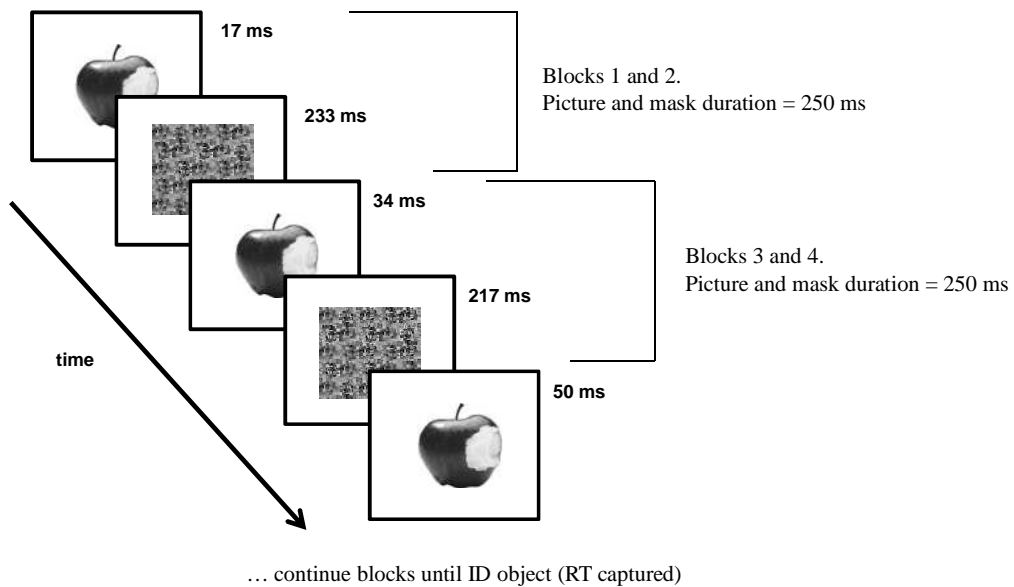 17 ms
Blocks 1 and 2.
Picture and mask duration = 250 ms
233 ms
34 ms
Blocks 3 and 4.
Picture and mask duration = 250 ms
217 ms
time
50 ms
… continue blocks until ID object (RT captured)